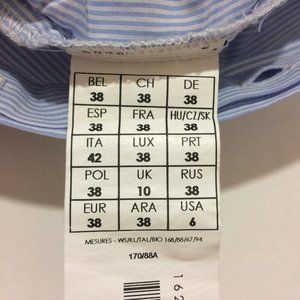 BEL CH DE
38 38 38
ESP FRA HU/CZ/SK
38 38 38
ITA LUX PRT
42 38 38
POL UK RUS
38 10 38
EUR ARA USA
38 38 6
MESURES - WS/KL/TAL/BIO 168/88/67/94
170/88A
162